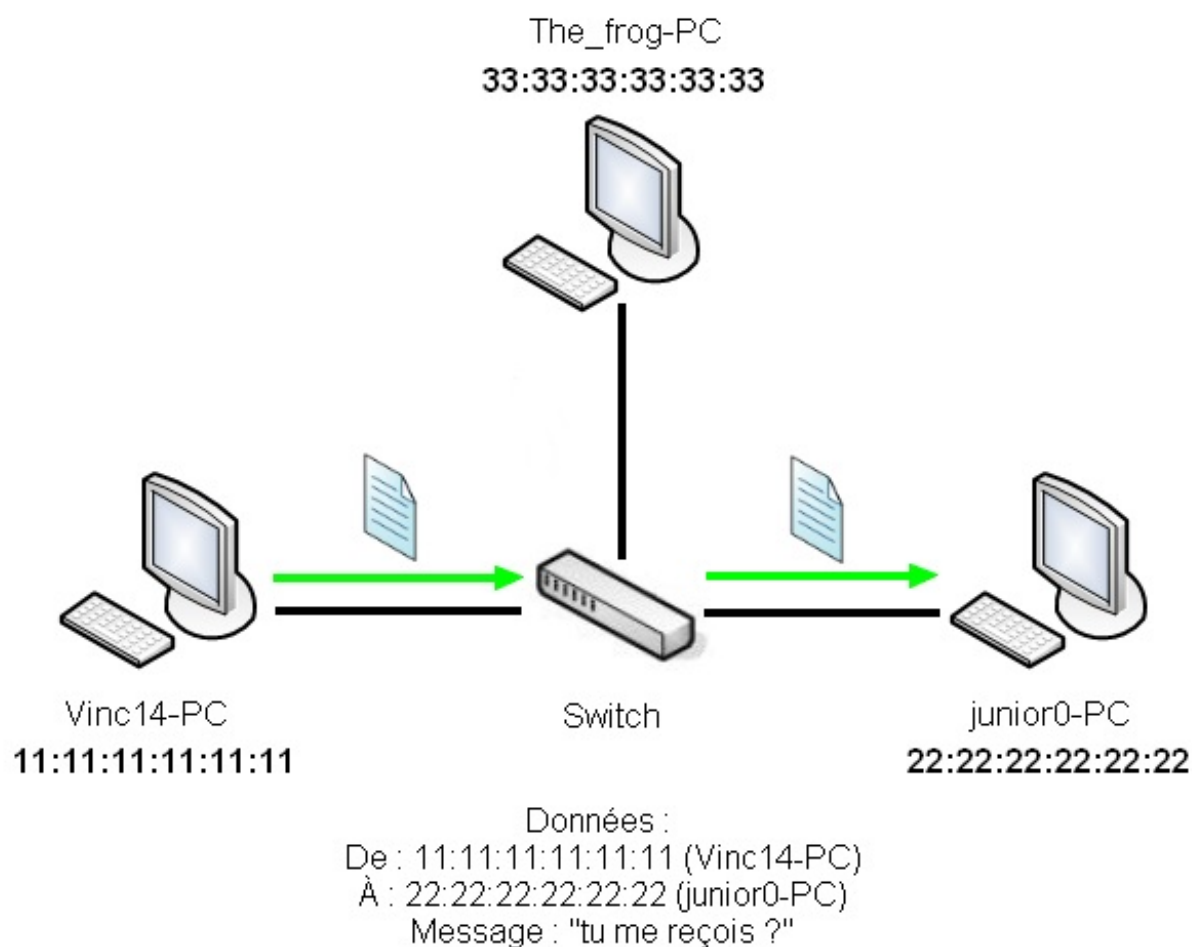 The_frog-PC
33:33:33:33:33:33
Vinc14-PC
11:11:11:11:11:11
Switch
junior0-PC
22:22:22:22:22:22
Données :
De : 11:11:11:11:11:11 (Vinc14-PC)
À : 22:22:22:22:22:22 (junior0-PC)
Message : "tu me reçois ?"